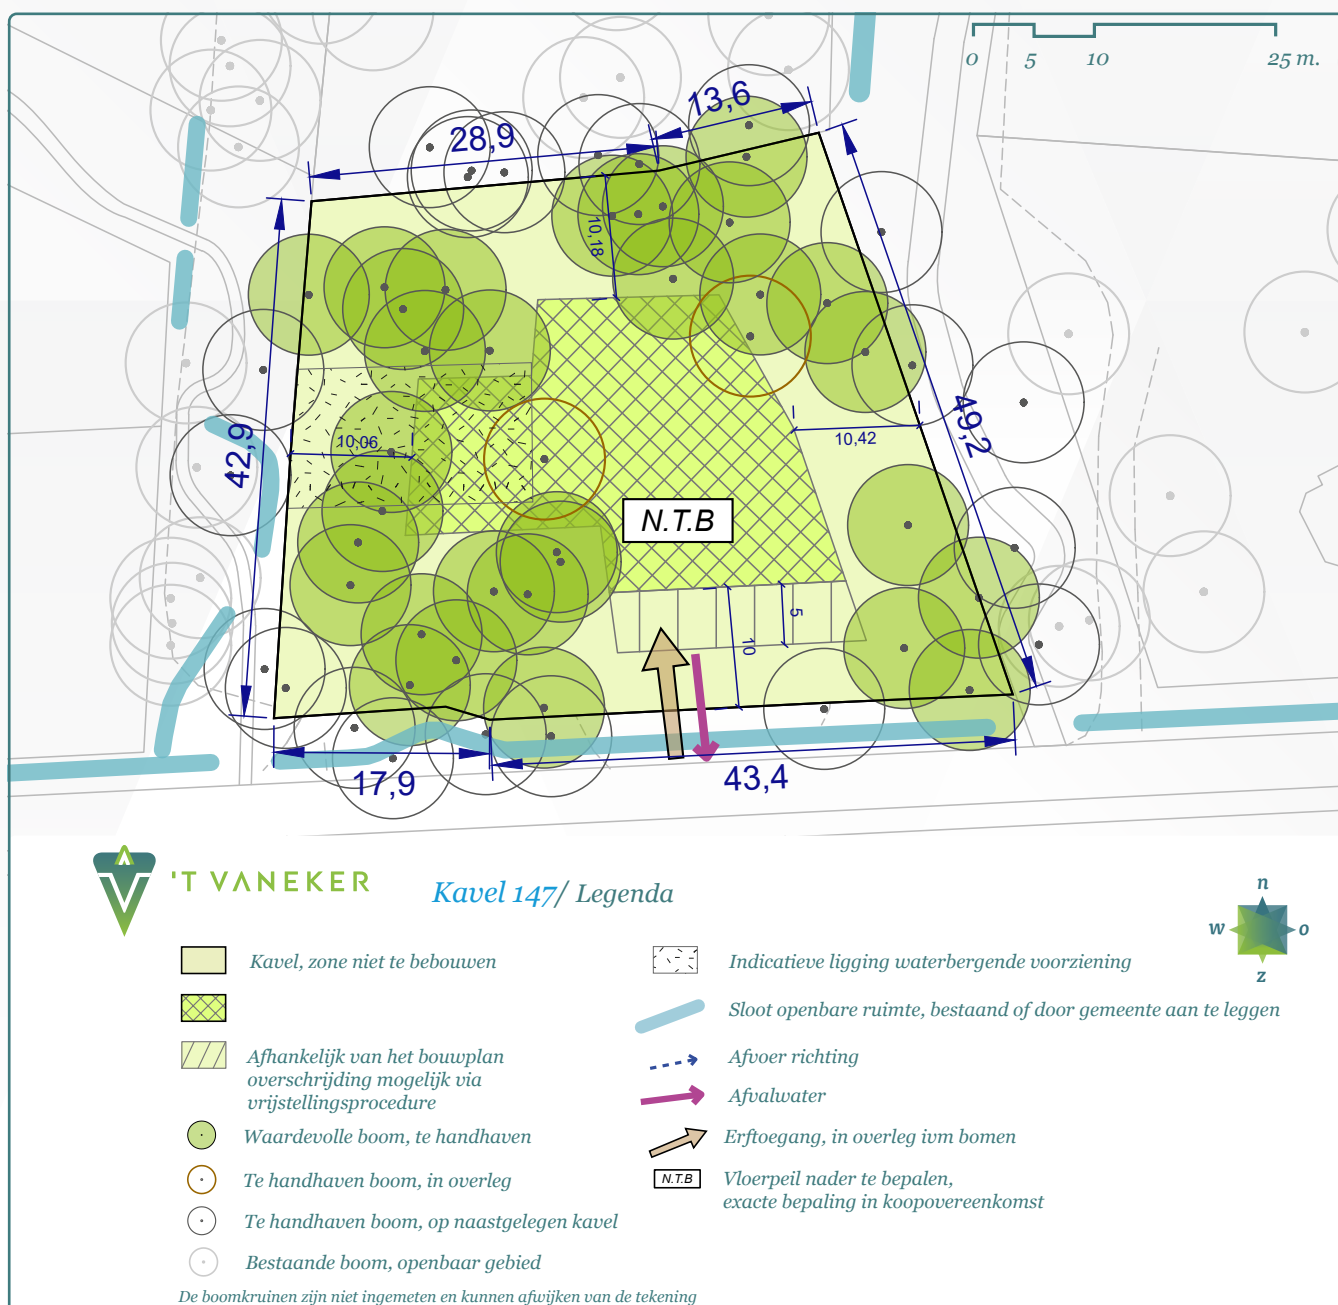 0 5 10 25 m.
13,6
28,9
10,18
42,9
10,06
10,42
49,2
N.T.B
5
10
17,9
43,4
'T VANEKER
Kavel 147/ Legenda
n
w o
z
Kavel, zone niet te bebouwen
Afhankelijk van het bouwplan
overschrijding mogelijk via
vrijstellingsprocedure
Waardevolle boom, te handhaven
Te handhaven boom, in overleg
Te handhaven boom, op naastgelegen kavel
Bestaande boom, openbaar gebied
De boomkruinen zijn niet ingemeten en kunnen afwijken van de tekening
Indicatieve ligging waterbergende voorziening
Sloot openbare ruimte, bestaand of door gemeente aan te leggen
Afvoer richting
Afvalwater
Erftoegang, in overleg ivm bomen
N.T.B
Vloerpeil nader te bepalen,
exacte bepaling in koopovereenkomst